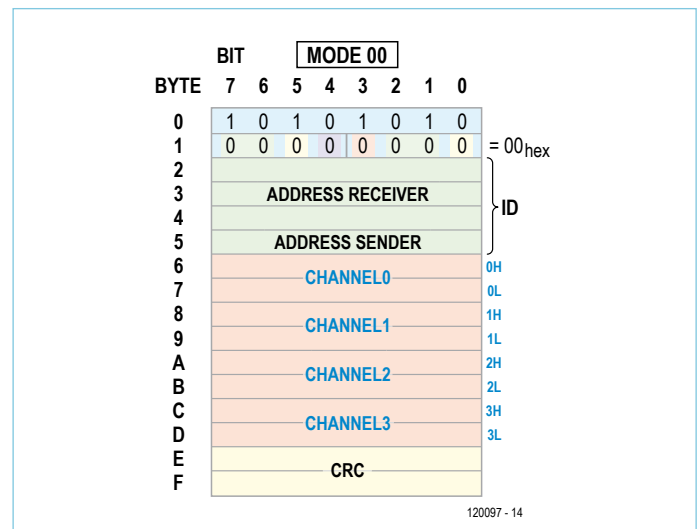 BIT MODE 00
BYTE 7 6 5 4 3 2 1 0
0 1 0 1 0 1 0 1 0
1 0 0 0 0 0 0 0 0 = 00hex
2
3 ADDRESS RECEIVER ID
4
5 ADDRESS SENDER
6 CHANNEL0 0H
7 0L
8 CHANNEL1 1H
9 1L
A CHANNEL2 2H
B 2L
C CHANNEL3 3H
D 3L
E CRC
F
120097 - 14